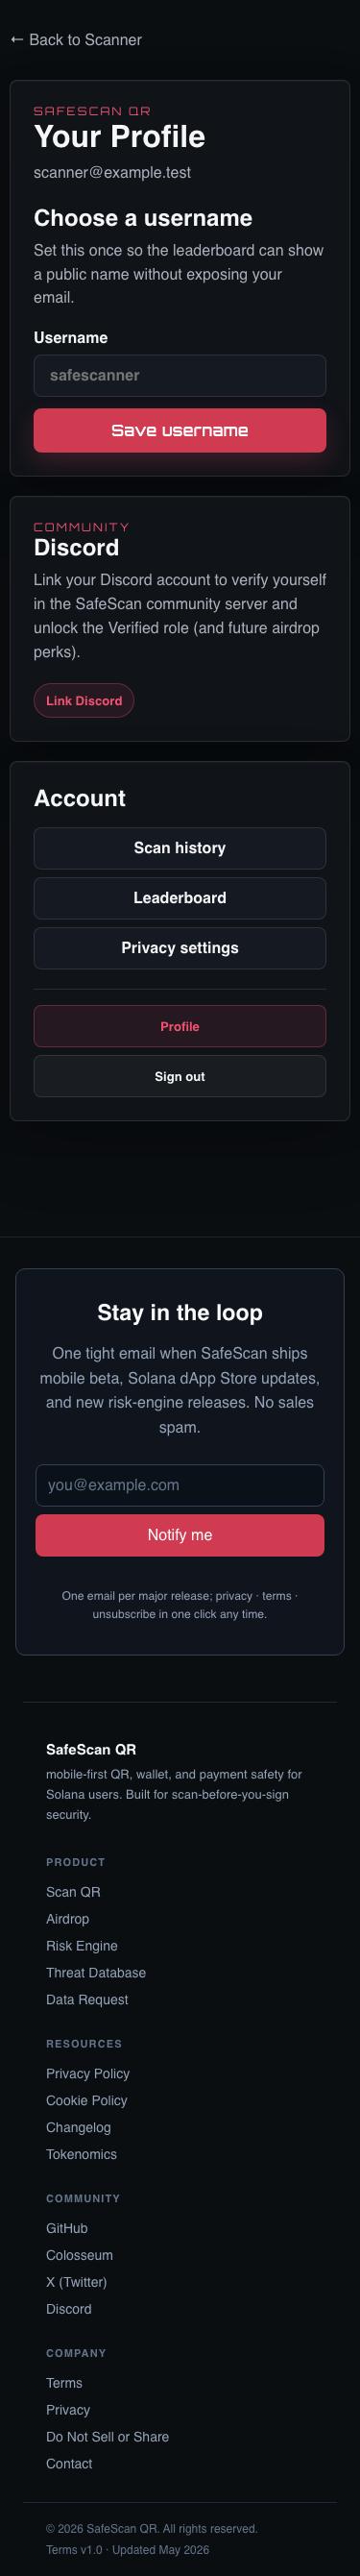 ← Back to Scanner
SAFESCAN QR
Your Profile
scanner@example.test
Choose a username
Set this once so the leaderboard can show
a public name without exposing your
email.
Username
safescanner
Save username
COMMUNITY
Discord
Link your Discord account to verify yourself
in the SafeScan community server and
unlock the Verified role (and future airdrop
perks).
Link Discord
Account
Scan history
Leaderboard
Privacy settings
Profile
Sign out
Stay in the loop
One tight email when SafeScan ships
mobile beta, Solana dApp Store updates,
and new risk-engine releases. No sales
spam.
you@example.com
Notify me
One email per major release; privacy · terms ·
unsubscribe in one click any time.
SafeScan QR
mobile-first QR, wallet, and payment safety for
Solana users. Built for scan-before-you-sign
security.
PRODUCT
Scan QR
Airdrop
Risk Engine
Threat Database
Data Request
RESOURCES
Privacy Policy
Cookie Policy
Changelog
Tokenomics
COMMUNITY
GitHub
Colosseum
X (Twitter)
Discord
COMPANY
Terms
Privacy
Do Not Sell or Share
Contact
© 2026 SafeScan QR. All rights reserved.
Terms v1.0 · Updated May 2026